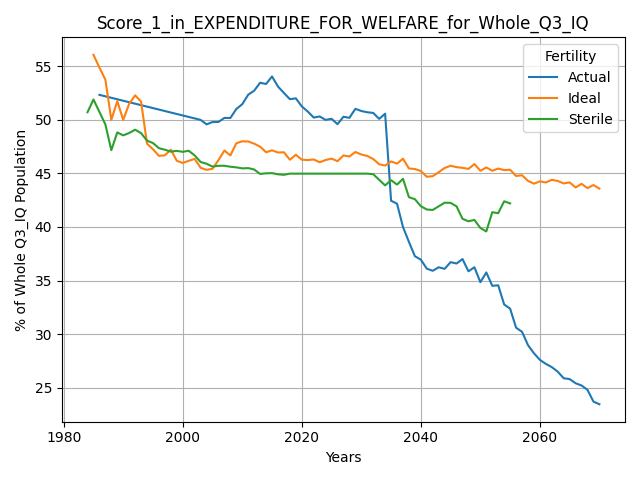 Score_1_in_EXPENDITURE_FOR_WELFARE_for_Whole_Q3_IQ
Fertility
Actual
Ideal
Sterile
% of Whole Q3_IQ Population
55
50
45
40
35
30
25
1980
2000
2020
2040
2060
Years